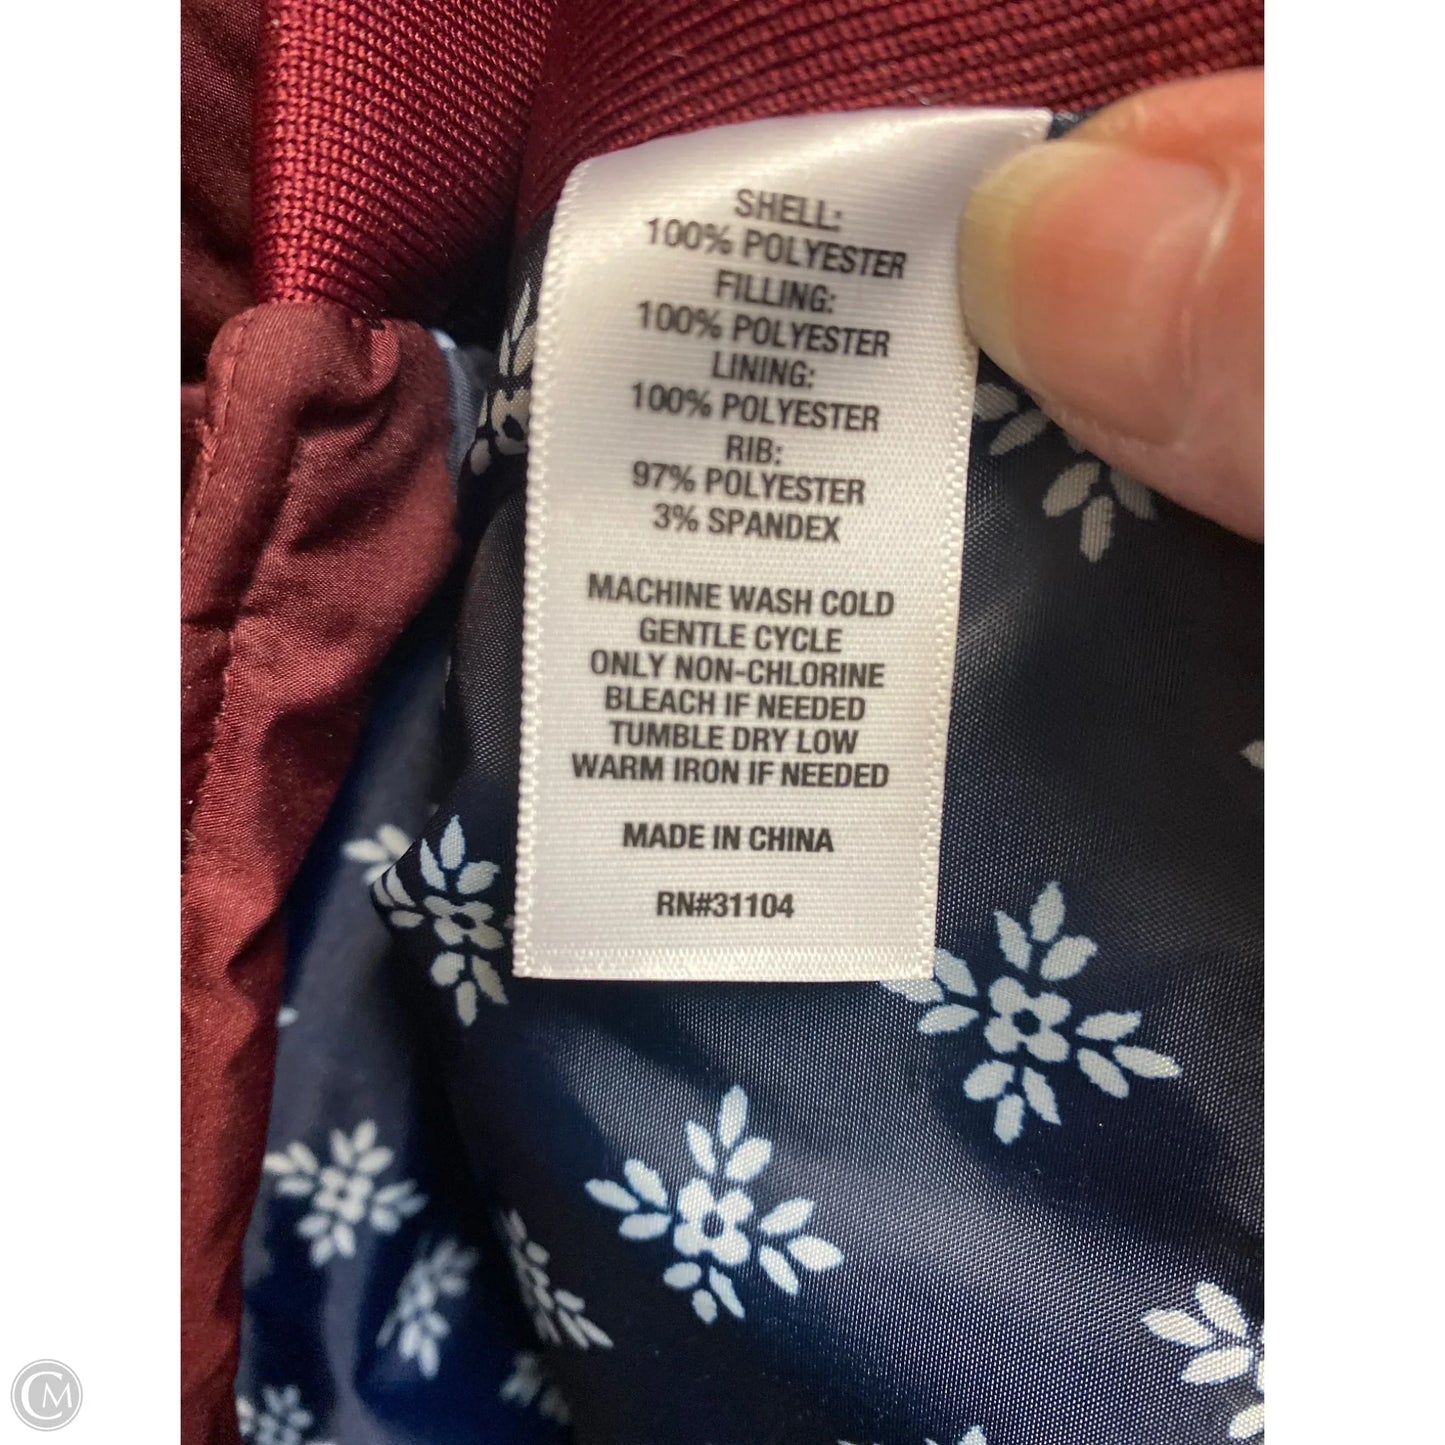 SHELL:
100% POLYESTER
FILLING:
100% POLYESTER
LINING:
100% POLYESTER
RIB:
97% POLYESTER
3% SPANDEX
MACHINE WASH COLD
GENTLE CYCLE
ONLY NON-CHLORINE
BLEACH IF NEEDED
TUMBLE DRY LOW
WARM IRON IF NEEDED
MADE IN CHINA
RN#31104
CM